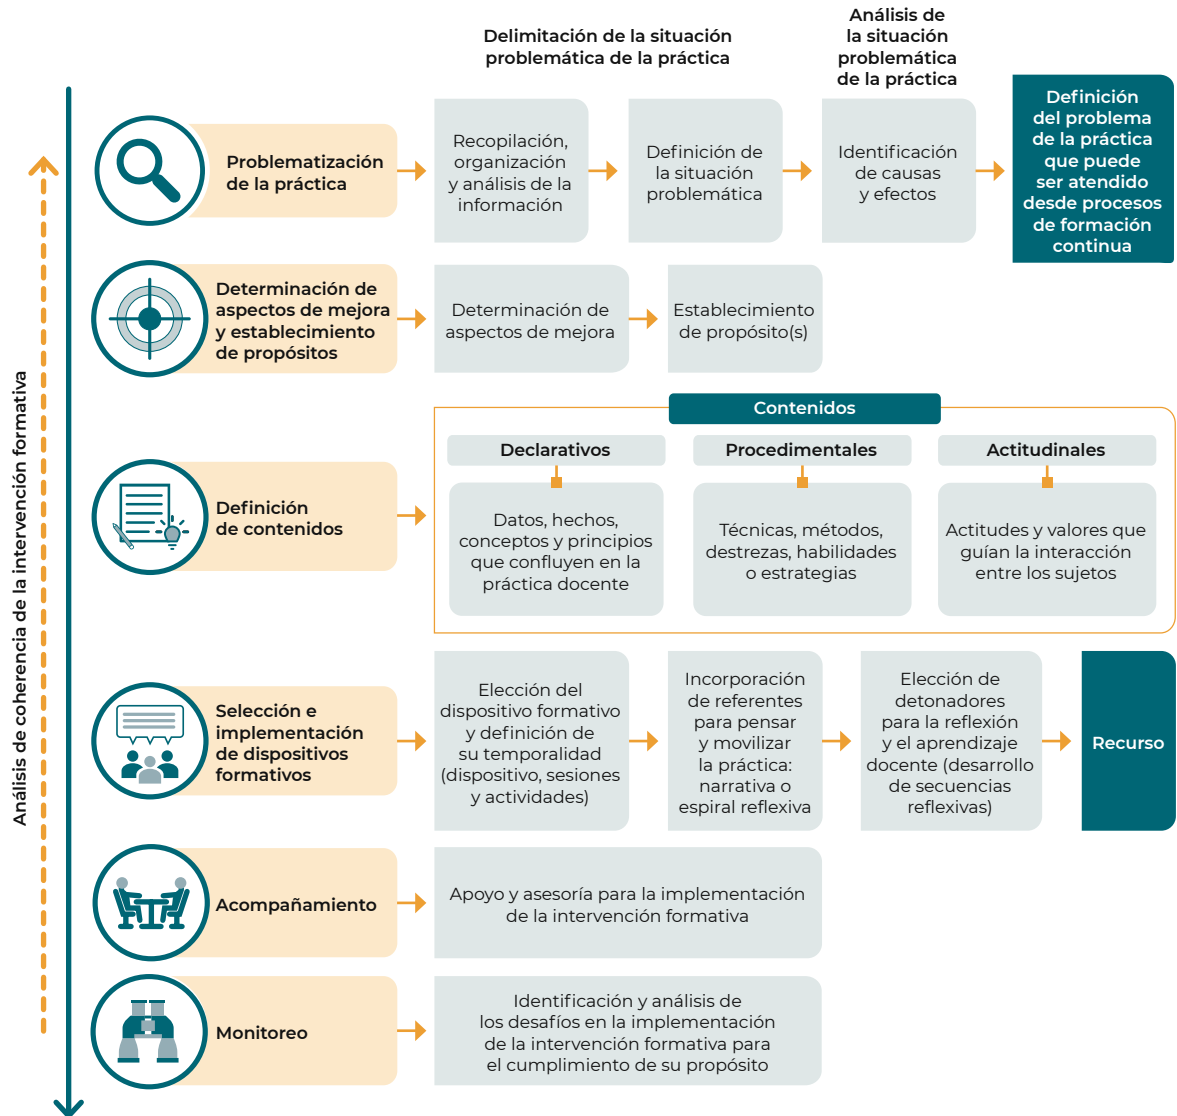 Delimitación de la situación
problemática de la práctica
Análisis de
la situación
problemática
de la práctica
Problematización
de la práctica
Recopilación,
organización
y análisis de la
información
Definición de
la situación
problemática
Identificación
de causas
y efectos
Definición
del problema
de la práctica
que puede
ser atendido
desde procesos
de formación
continua
Determinación de
aspectos de mejora
y establecimiento
de propósitos
Determinación de
aspectos de mejora
Establecimiento
de propósito(s)
Análisis de coherencia de la intervención formativa
Definición
de contenidos
Contenidos
Declarativos
Datos, hechos,
conceptos y principios
que confluyen en la
práctica docente
Procedimentales
Técnicas, métodos,
destrezas, habilidades
o estrategias
Actitudinales
Actitudes y valores que
guían la interacción
entre los sujetos
Selección e
implementación
de dispositivos
formativos
Elección del
dispositivo formativo
y definición de
su temporalidad
(dispositivo, sesiones
y actividades)
Incorporación
de referentes
para pensar
y movilizar
la práctica:
narrativa o
espiral reflexiva
Elección de
detonadores
para la reflexión
y el aprendizaje
docente (desarrollo
de secuencias
reflexivas)
Recurso
Acompañamiento
Apoyo y asesoría para la implementación
de la intervención formativa
Monitoreo
Identificación y análisis de
los desafíos en la implementación
de la intervención formativa para
el cumplimiento de su propósito